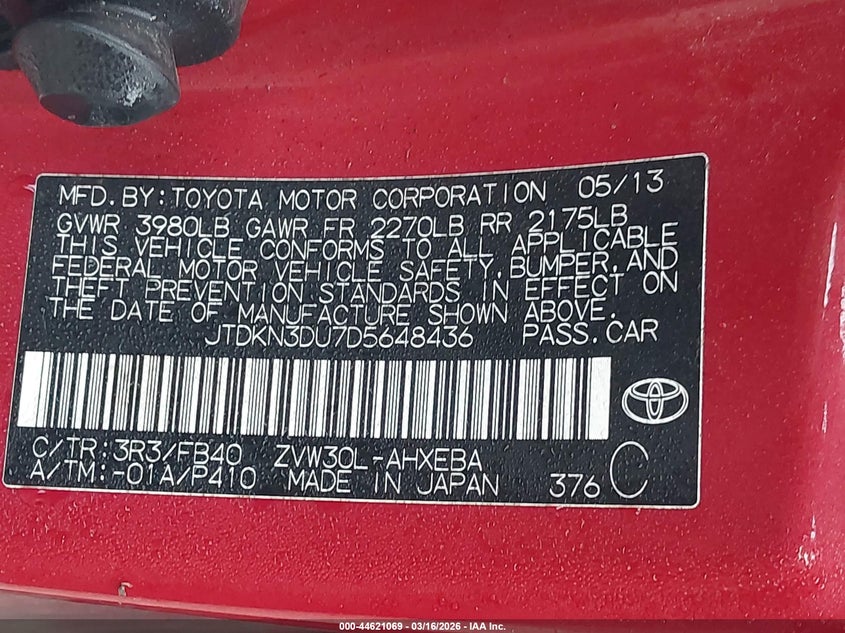 MFD.BY:TOYOTA MOTOR CORPORATION 05/13
GVWR 3980LB GAWR FR 2270LB RR 2175LB
THIS VEHICLE CONFORMS TO ALL APPLICABLE
FEDERAL MOTOR VEHICLE SAFETY,BUMPER,AND
THEFT PREVENTION STANDARDS IN EFFECT ON
THE DATE OF MANUFACTURE SHOWN ABOVE.
JTDKN3DU7D5648436 PASS.CAR
C/TR:3R3/FB40 ZVW30L-AHXEBA
A/TM:-01A/P410 MADE IN JAPAN 376 C
000-44621069 - 03/16/2026 - IAA Inc.